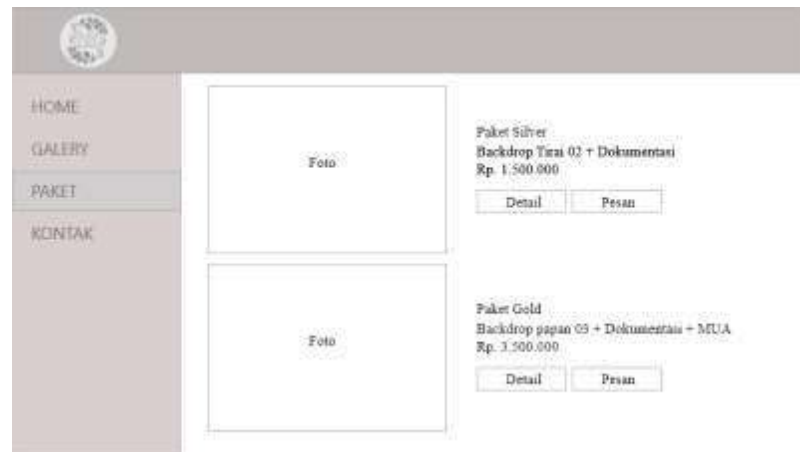 HOME
GALERY
PAKET
KONTAK
Foto
Paket Silver
Backdrop Tirai 02 + Dokumentasi
Rp. 1.500.000
Detail
Pesan
Foto
Paket Gold
Backdrop papan 03 + Dokumentasi + MUA
Rp. 3.500.000
Detail
Pesan